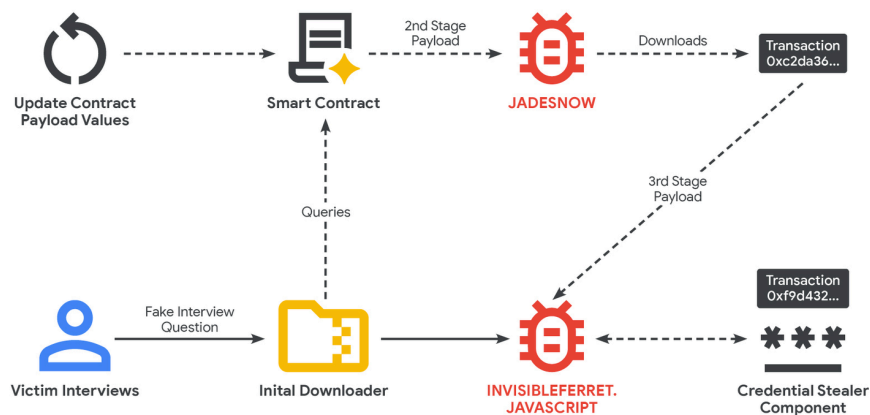 2nd Stage
Payload
Downloads
Transaction
0xc2da36...
Update Contract
Payload Values
Smart Contract
JADESNOW
3rd Stage
Payload
Queries
Transaction
0xf9d432...
Fake Interview
Question
Victim Interviews
Inital Downloader
INVISIBLEFERRET.
JAVASCRIPT
Credential Stealer
Component